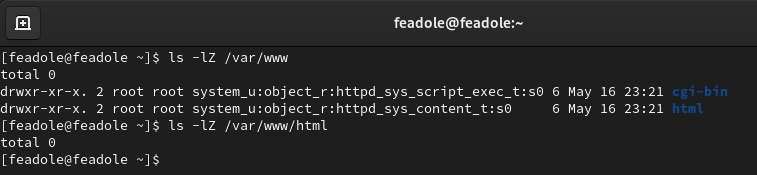 feadole@feadole:~
[feadole@feadole ~]$ ls -lZ /var/www
total 0
drwxr-xr-x. 2 root root system_u:object_r:httpd_sys_script_exec_t:s0 6 May 16 23:21 cgi-bin
drwxr-xr-x. 2 root root system_u:object_r:httpd_sys_content_t:s0     6 May 16 23:21 html
[feadole@feadole ~]$ ls -lZ /var/www/html
total 0
[feadole@feadole ~]$